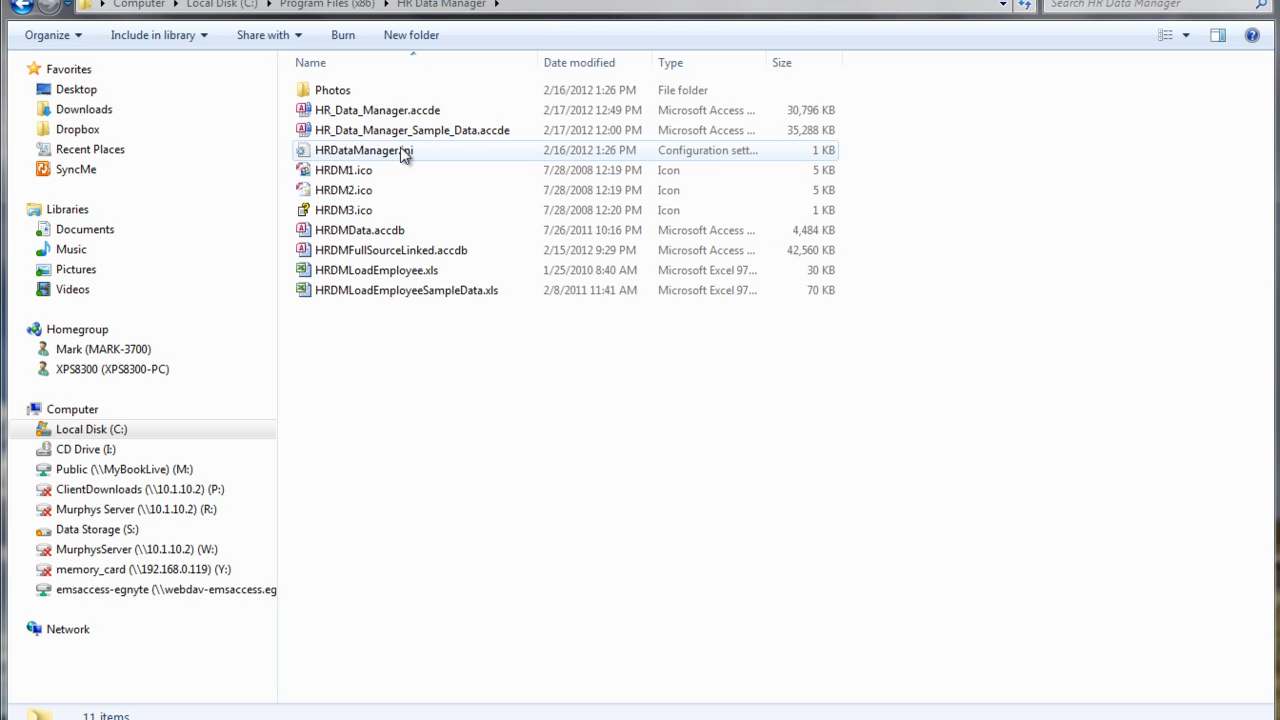 Computer Local Disk (C:) Program Files (x86) HR Data Manager Search HR Data Manager
Organize Include in library Share with Burn New folder
Favorites
Desktop
Downloads
Dropbox
Recent Places
SyncMe
Libraries
Documents
Music
Pictures
Videos
Homegroup
Mark (MARK-3700)
XPS8300 (XPS8300-PC)
Computer
Local Disk (C:)
CD Drive (I:)
Public (\\MyBookLive) (M:)
ClientDownloads (\\10.1.10.2) (P:)
Murphys Server (\\10.1.10.2) (R:)
Data Storage (S:)
MurphysServer (\\10.1.10.2) (W:)
memory_card (\\192.168.0.119) (Y:)
emsaccess-egnyte (\\webdav-emsaccess.eg
Network
Name Date modified Type Size
Photos 2/16/2012 1:26 PM File folder
HR_Data_Manager.accde 2/17/2012 12:49 PM Microsoft Access ... 30,796 KB
HR_Data_Manager_Sample_Data.accde 2/17/2012 12:00 PM Microsoft Access ... 35,288 KB
HRDataManager.ini 2/16/2012 1:26 PM Configuration sett... 1 KB
HRDM1.ico 7/28/2008 12:19 PM Icon 5 KB
HRDM2.ico 7/28/2008 12:19 PM Icon 5 KB
HRDM3.ico 7/28/2008 12:20 PM Icon 1 KB
HRDMData.accdb 7/26/2011 10:16 PM Microsoft Access ... 4,484 KB
HRDMFullSourceLinked.accdb 2/15/2012 9:29 PM Microsoft Access ... 42,560 KB
HRDMLoadEmployee.xls 1/25/2010 8:40 AM Microsoft Excel 97... 30 KB
HRDMLoadEmployeeSampleData.xls 2/8/2011 11:41 AM Microsoft Excel 97... 70 KB
11 items